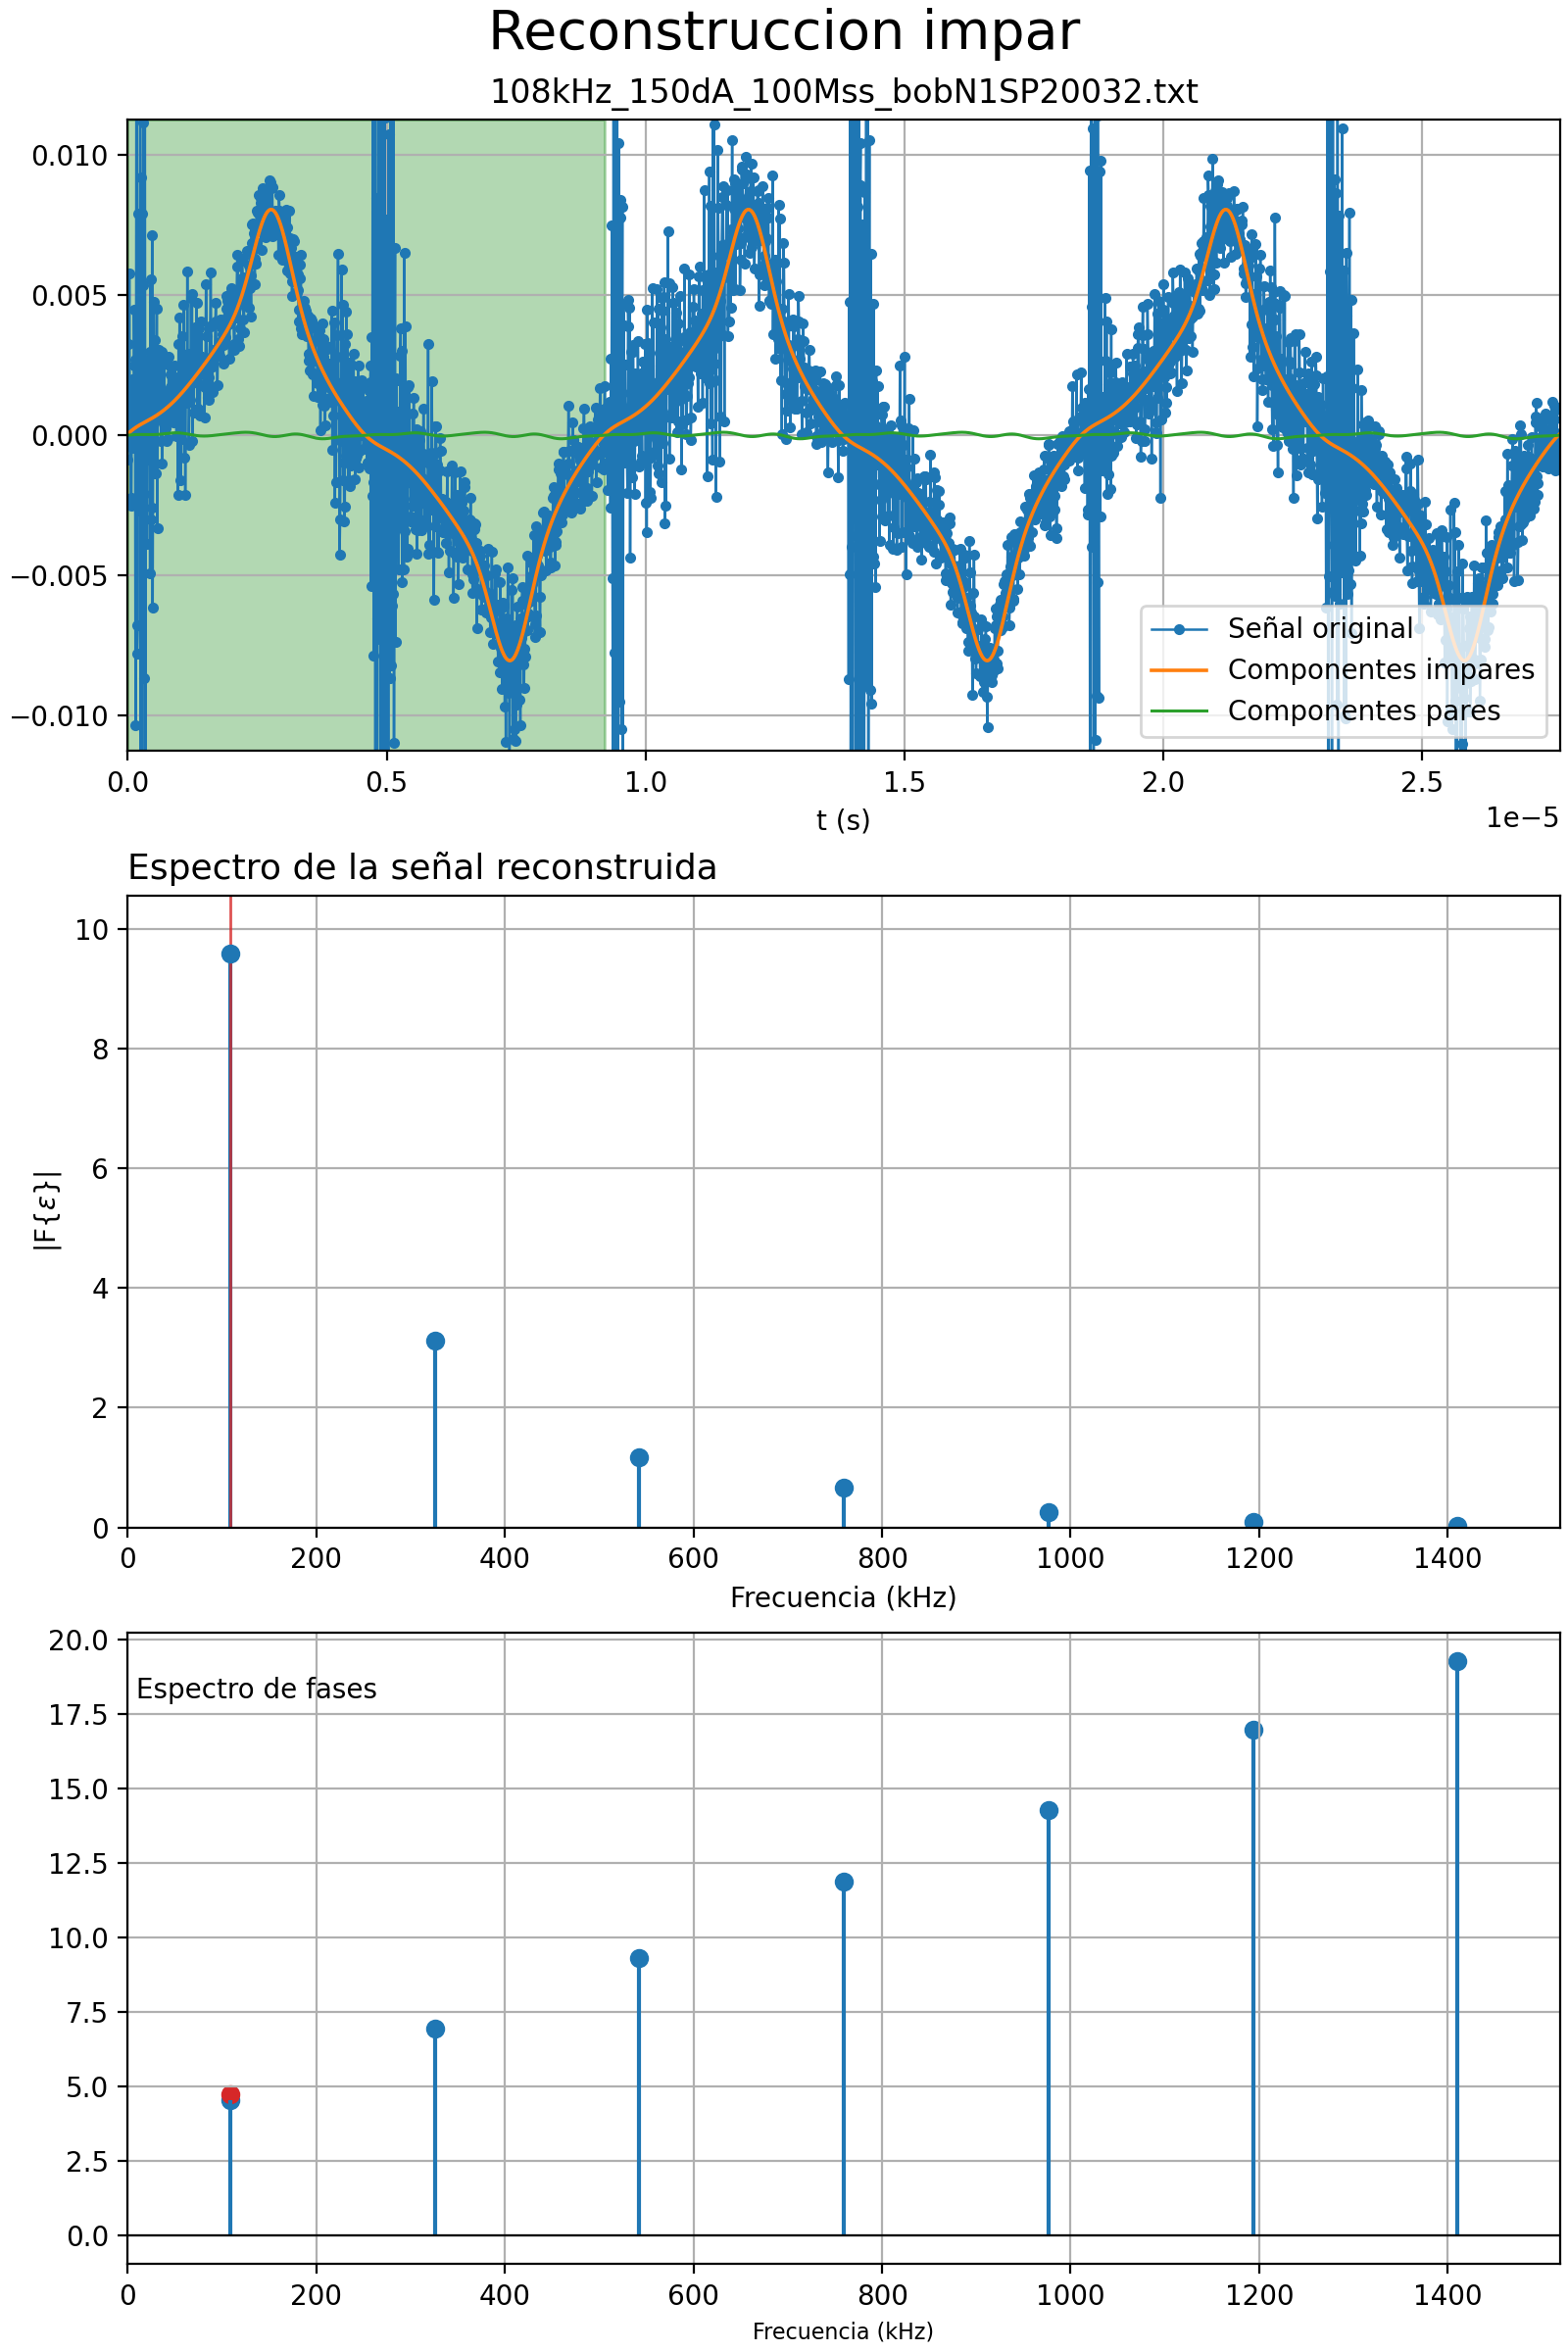 Reconstruccion impar
108kHz_150dA_100Mss_bobN1SP20032.txt
0.010
0.005
0.000
−0.005
−0.010
Señal original
Componentes impares
Componentes pares
0.0 0.5 1.0 1.5 2.0 2.5
1e−5
t (s)
Espectro de la señal reconstruida
10
8
6
4
2
0
|F{ε}|
0 200 400 600 800 1000 1200 1400
Frecuencia (kHz)
20.0
17.5
15.0
12.5
10.0
7.5
5.0
2.5
0.0
Espectro de fases
0 200 400 600 800 1000 1200 1400
Frecuencia (kHz)